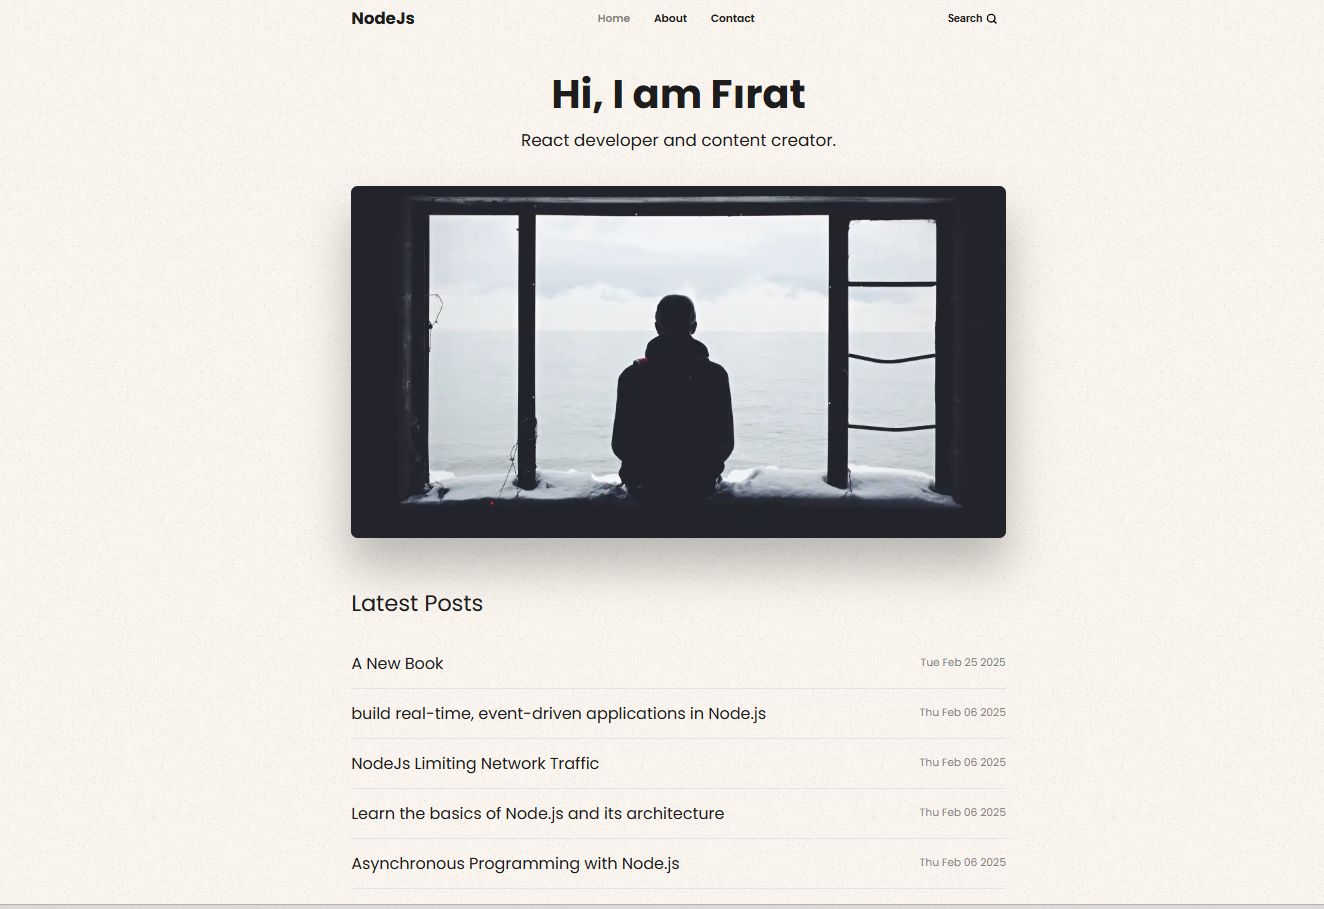 NodeJs
Home About Contact
Search
Hi, I am Fırat
React developer and content creator.
Latest Posts
A New Book Tue Feb 25 2025
build real-time, event-driven applications in Node.js Thu Feb 06 2025
NodeJs Limiting Network Traffic Thu Feb 06 2025
Learn the basics of Node.js and its architecture Thu Feb 06 2025
Asynchronous Programming with Node.js Thu Feb 06 2025